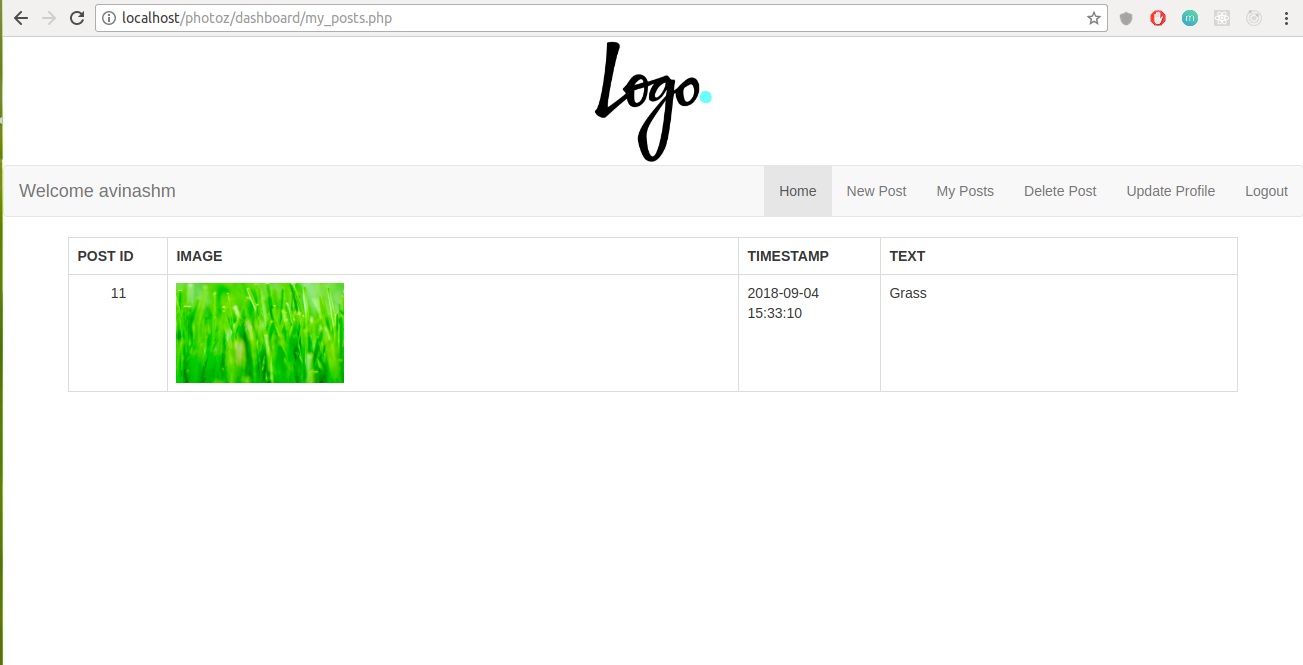 localhost/photoz/dashboard/my_posts.php
m
Logo.
Welcome avinashm
Home New Post My Posts Delete Post Update Profile Logout
POST ID IMAGE TIMESTAMP TEXT
11 2018-09-04 Grass
15:33:10